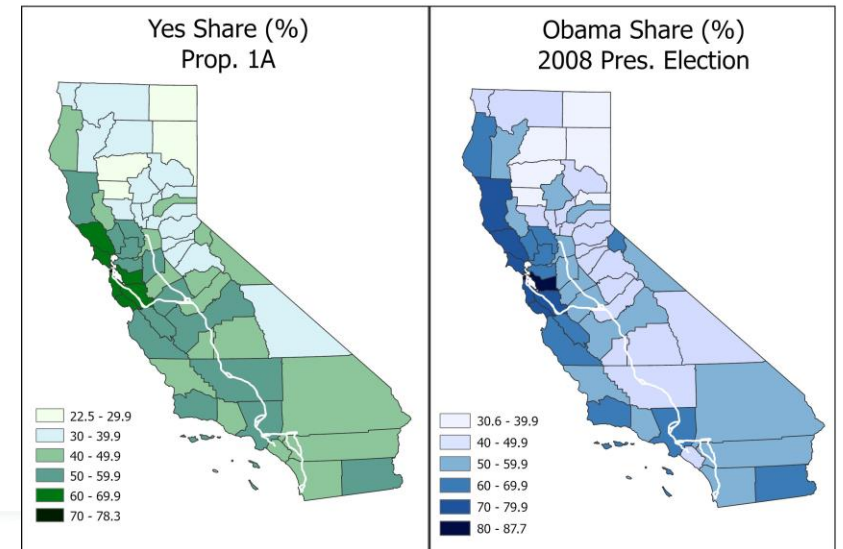 Yes Share (%)
Prop. 1A
22.5 - 29.9
30 - 39.9
40 - 49.9
50 - 59.9
60 - 69.9
70 - 78.3
Obama Share (%)
2008 Pres. Election
30.6 - 39.9
40 - 49.9
50 - 59.9
60 - 69.9
70 - 79.9
80 - 87.7